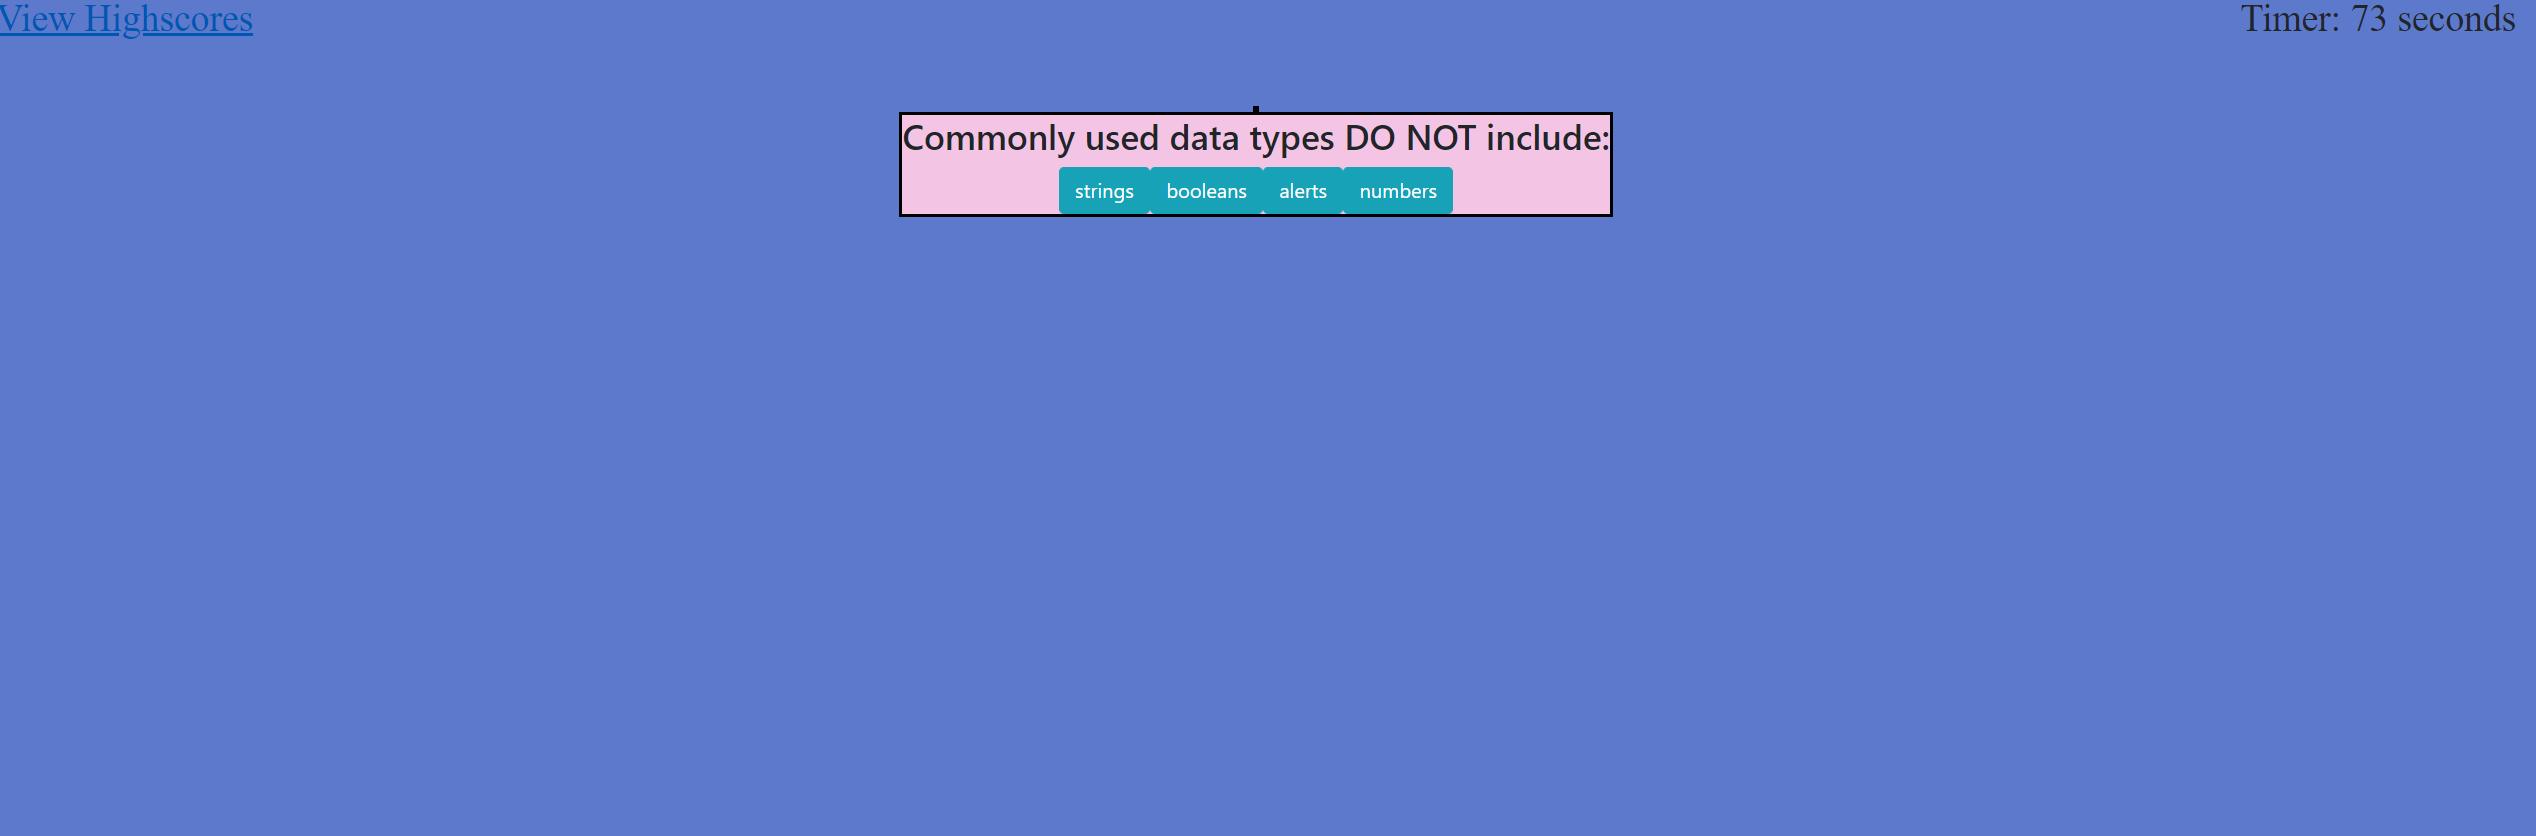 View Highscores
Timer: 73 seconds
Commonly used data types DO NOT include:
strings booleans alerts numbers